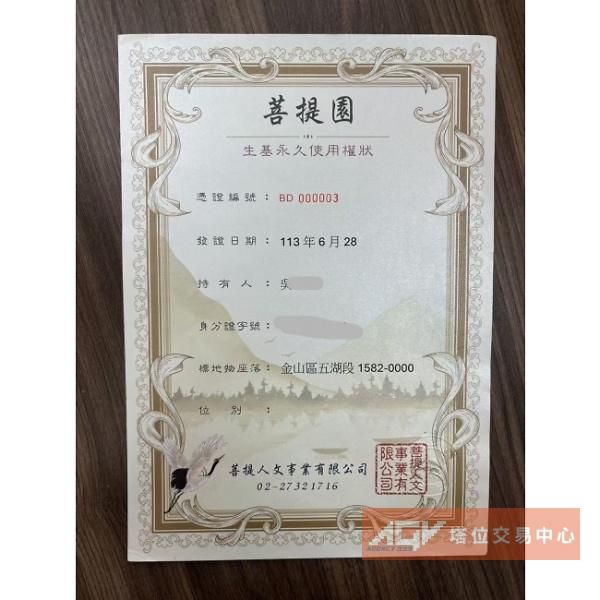 菩提園
生基永久使用權狀
憑證編號：BD 000003
發證日期：113年6月28
持有人：吳
身分證字號：
標地物座落：金山區五湖段 1582-0000
位別：
菩提人文事業有限公司
02-27321716
菩提人文
事業有
限公司
AGV 塔位交易中心
AGENCY 999